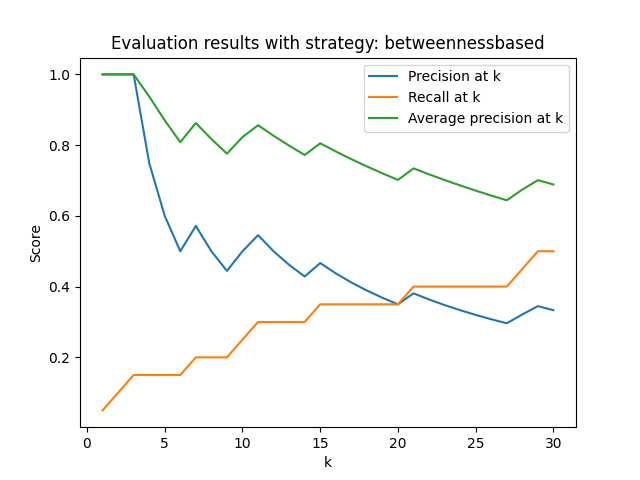 Evaluation results with strategy: betweennessbased
1.0
0.8
0.6
0.4
0.2
Score
Precision at k
Recall at k
Average precision at k
0 5 10 15 20 25 30
k